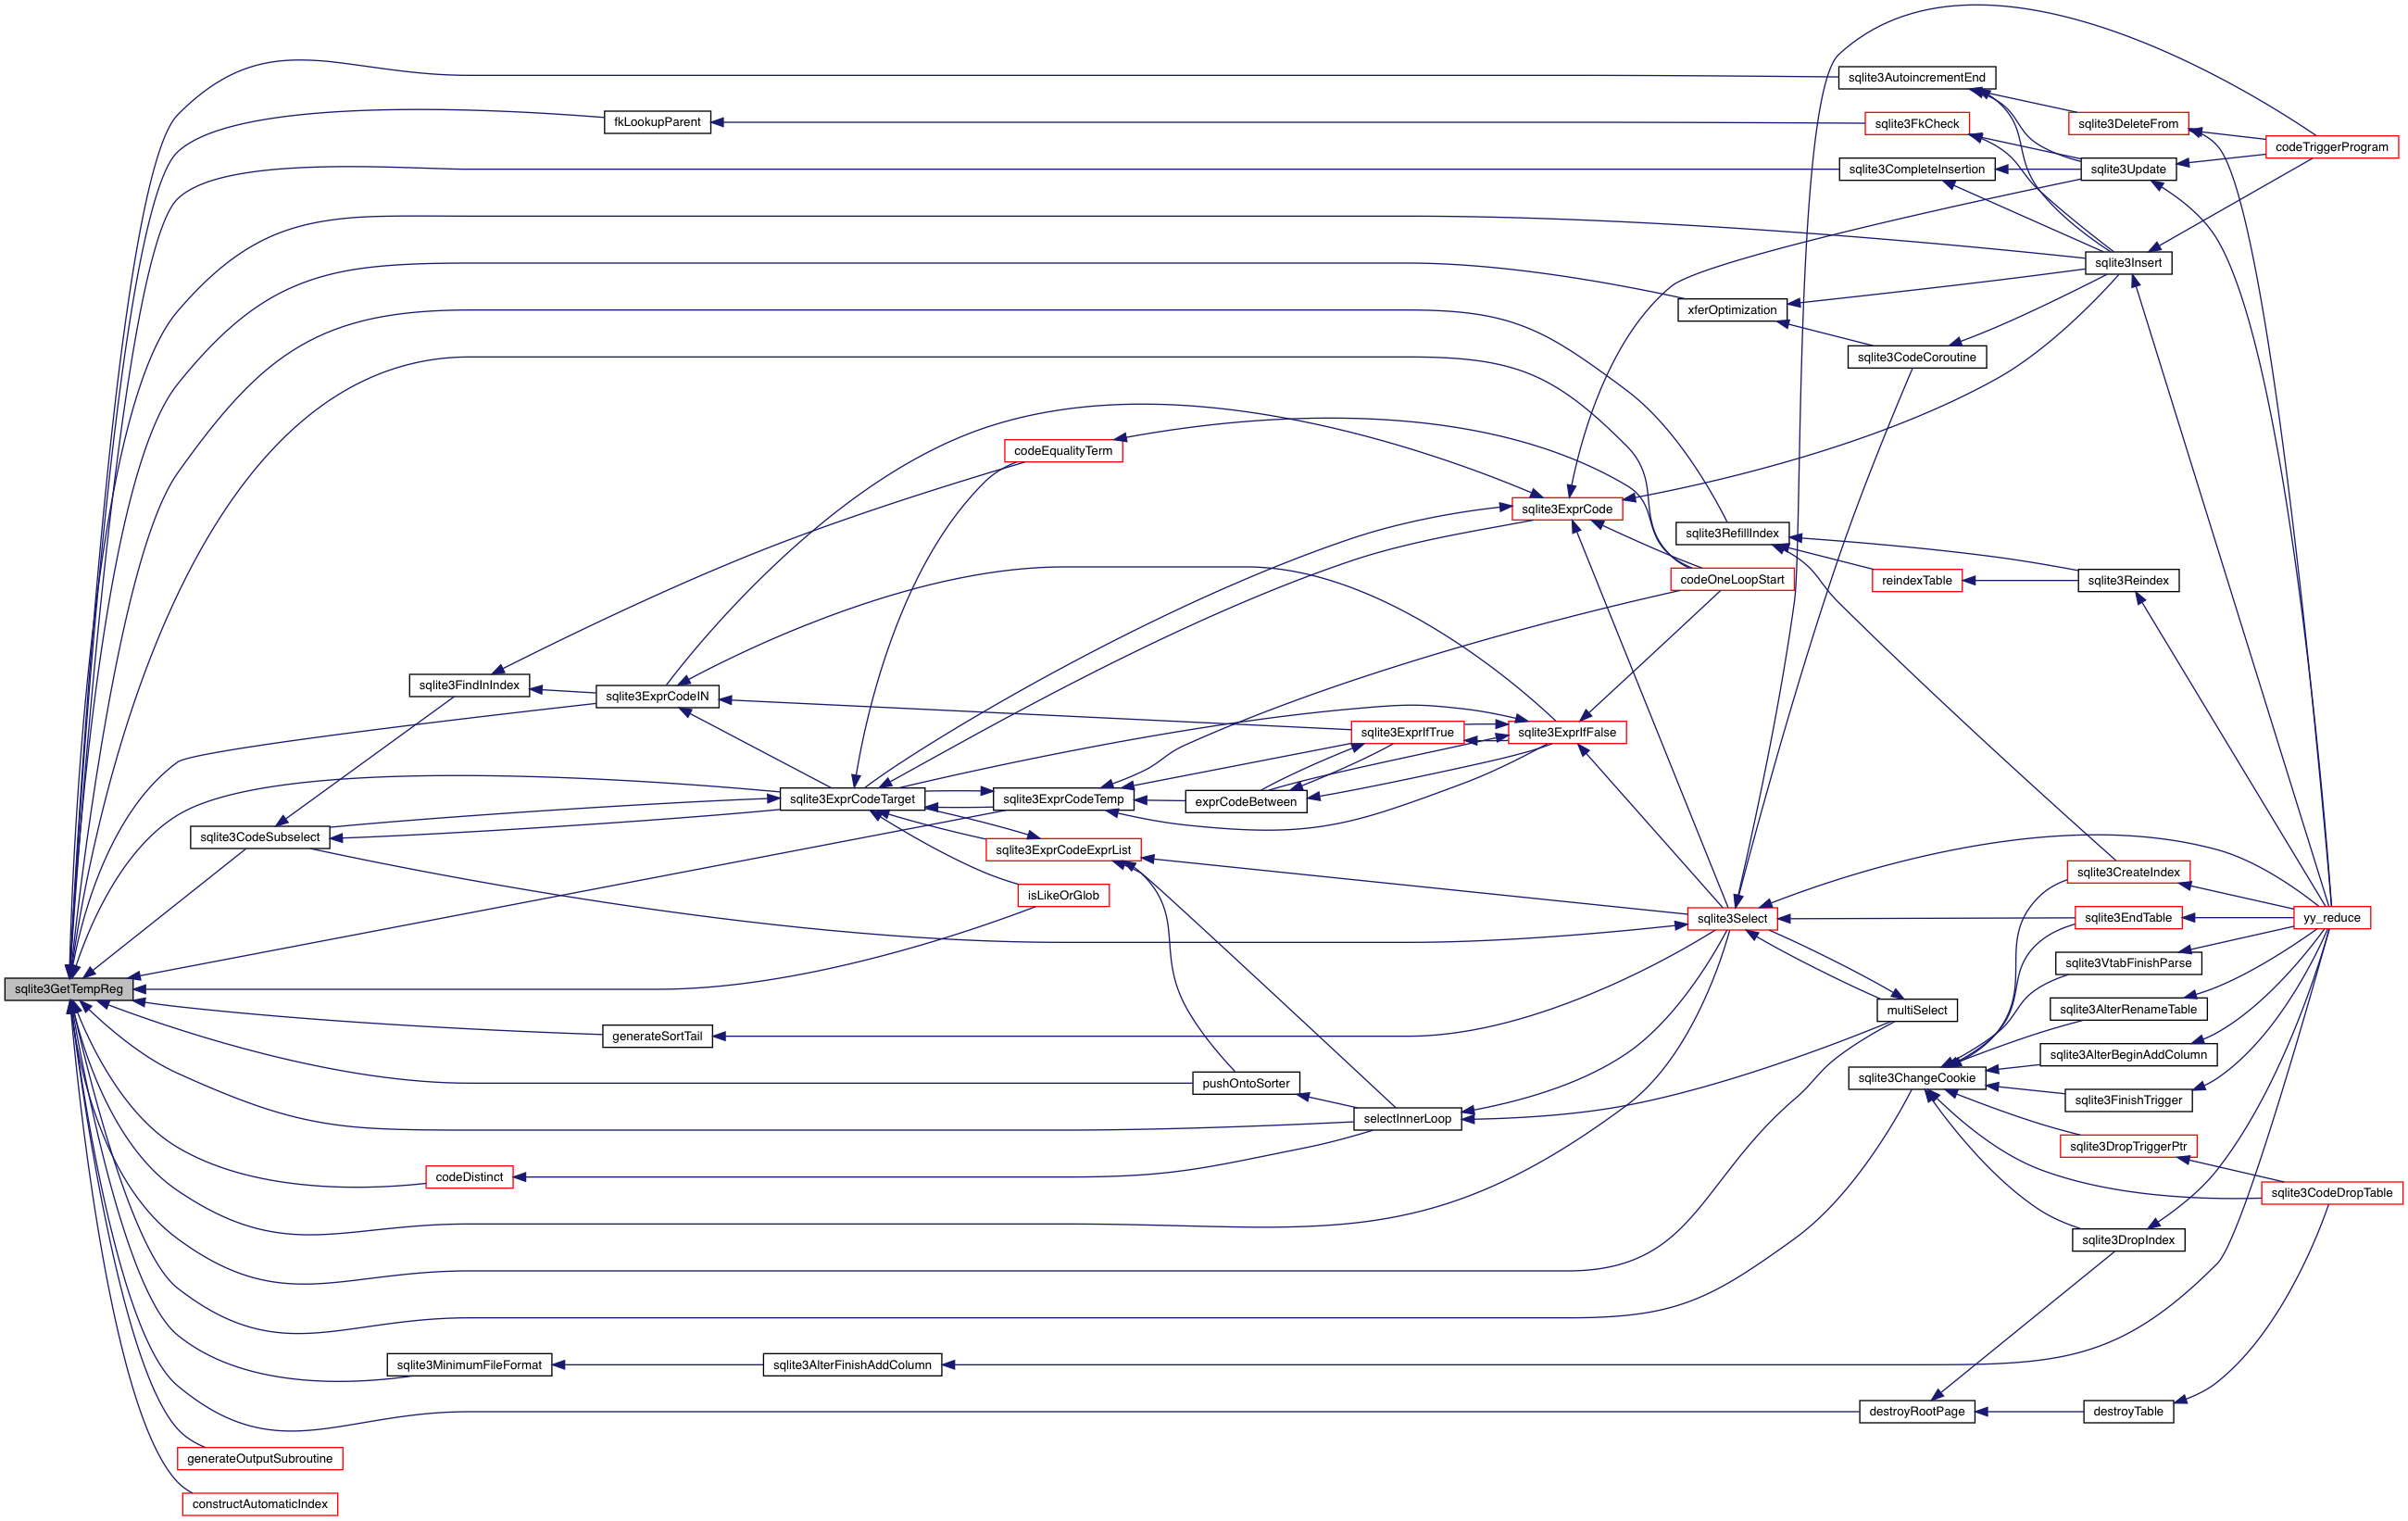 sqlite3AutoincrementEnd
fkLookupParent
sqlite3FkCheck
sqlite3DeleteFrom
codeTriggerProgram
sqlite3CompleteInsertion
sqlite3Update
sqlite3Insert
xferOptimization
sqlite3CodeCoroutine
codeEqualityTerm
sqlite3ExprCode
sqlite3RefillIndex
codeOneLoopStart
reindexTable
sqlite3Reindex
sqlite3FindInIndex
sqlite3ExprCodeIN
sqlite3ExprIfTrue
sqlite3ExprIfFalse
sqlite3ExprCodeTarget
sqlite3ExprCodeTemp
exprCodeBetween
sqlite3CodeSubselect
sqlite3ExprCodeExprList
sqlite3CreateIndex
isLikeOrGlob
sqlite3Select
sqlite3EndTable
yy_reduce
sqlite3VtabFinishParse
sqlite3GetTempReg
multiSelect
sqlite3AlterRenameTable
generateSortTail
sqlite3AlterBeginAddColumn
pushOntoSorter
sqlite3ChangeCookie
sqlite3FinishTrigger
selectInnerLoop
sqlite3DropTriggerPtr
codeDistinct
sqlite3CodeDropTable
sqlite3DropIndex
sqlite3MinimumFileFormat
sqlite3AlterFinishAddColumn
destroyRootPage
destroyTable
generateOutputSubroutine
constructAutomaticIndex